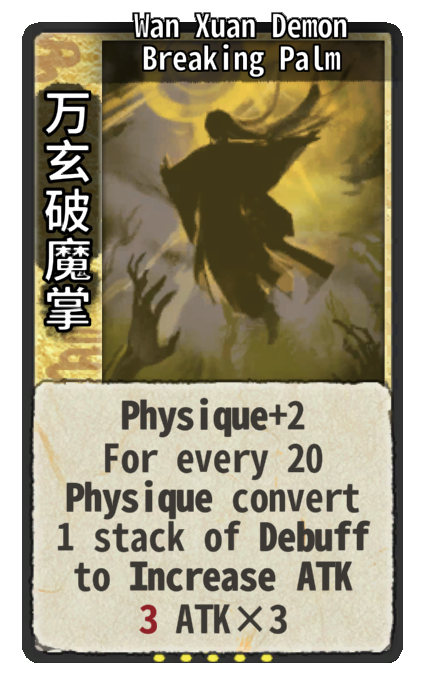 Wan Xuan Demon
Breaking Palm
万玄破魔掌
Physique+2
For every 20
Physique convert
1 stack of Debuff
to Increase ATK
3 ATK×3